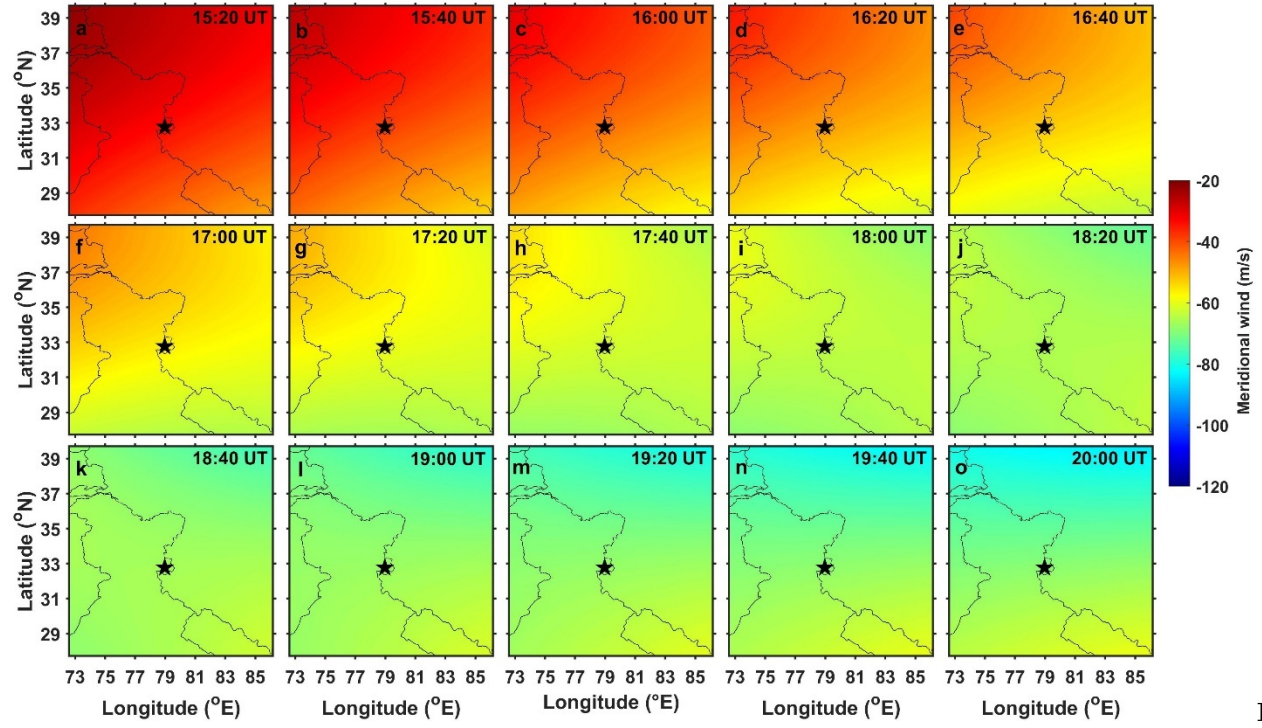 39 a 15:20 UT b 15:40 UT c 16:00 UT d 16:20 UT e 16:40 UT
37
35
33
31
29
Latitude (°N)
39 f 17:00 UT g 17:20 UT h 17:40 UT i 18:00 UT j 18:20 UT
37
35
33
31
29
Latitude (°N)
39 k 18:40 UT l 19:00 UT m 19:20 UT n 19:40 UT o 20:00 UT
37
35
33
31
29
Latitude (°N)
73 75 77 79 81 83 85 73 75 77 79 81 83 85 73 75 77 79 81 83 85 73 75 77 79 81 83 85 73 75 77 79 81 83 85
Longitude (°E) Longitude (°E) Longitude (°E) Longitude (°E) Longitude (°E)
-20
-40
-60
-80
-100
-120
Meridional wind (m/s)